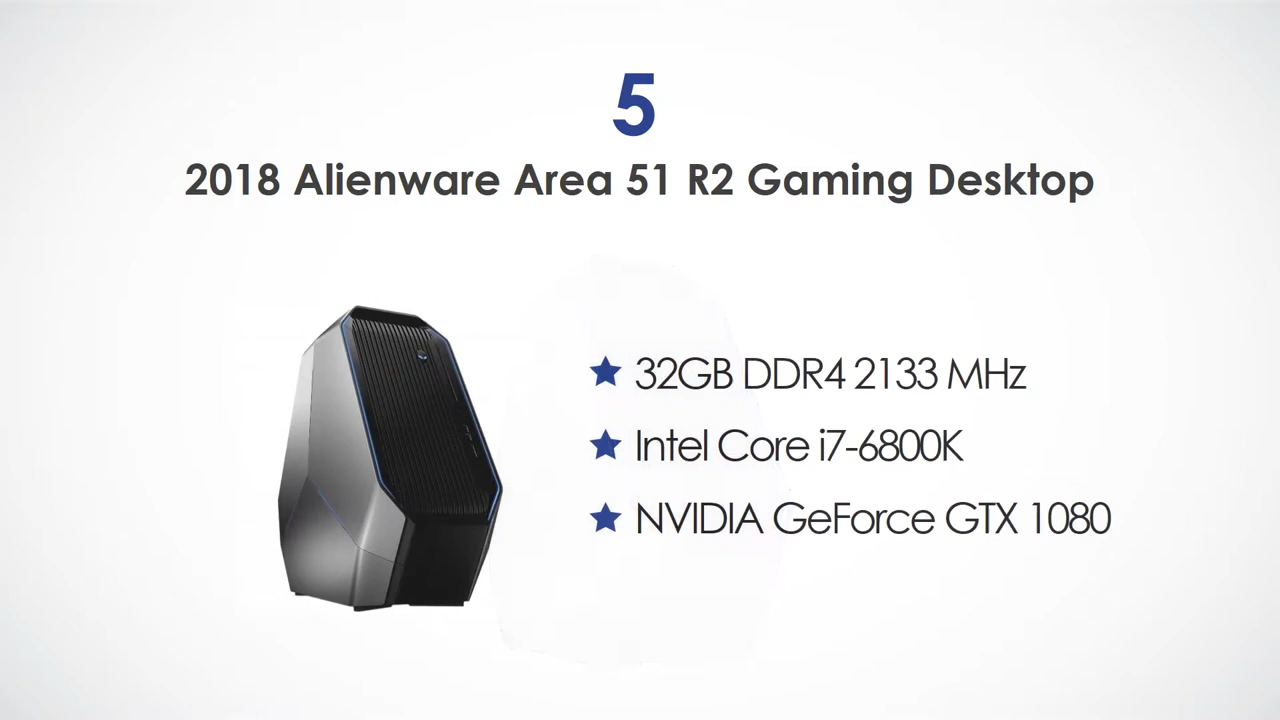 5
2018 Alienware Area 51 R2 Gaming Desktop
32GB DDR4 2133 MHz
Intel Core i7-6800K
NVIDIA GeForce GTX 1080